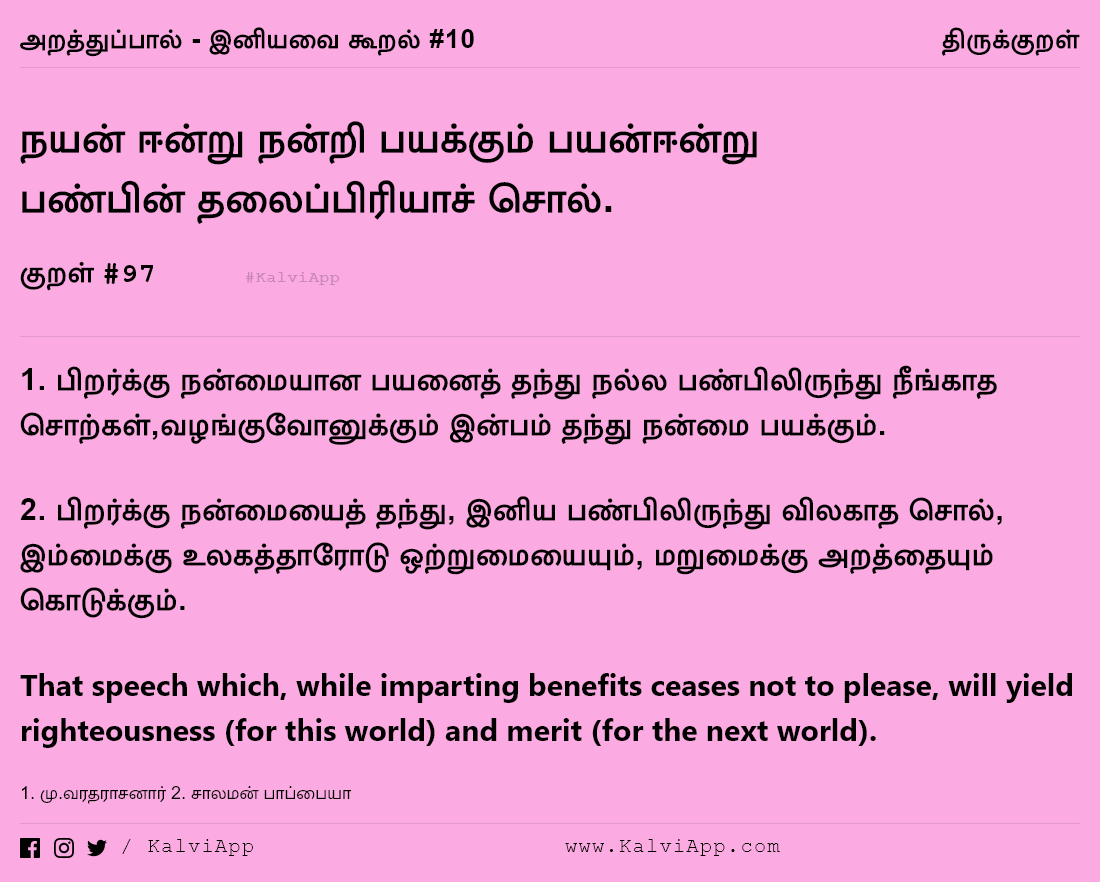 அறத்துப்பால் - இனியவை கூறல் #10
திருக்குறள்
நயன் ஈன்று நன்றி பயக்கும் பயன்ஈன்று
பண்பின் தலைப்பிரியாச் சொல்.
குறள் #97
#KalviApp
1. பிறர்க்கு நன்மையான பயனைத் தந்து நல்ல பண்பிலிருந்து நீங்காத
சொற்கள்,வழங்குவோனுக்கும் இன்பம் தந்து நன்மை பயக்கும்.
2. பிறர்க்கு நன்மையைத் தந்து, இனிய பண்பிலிருந்து விலகாத சொல்,
இம்மைக்கு உலகத்தாரோடு ஒற்றுமையையும், மறுமைக்கு அறத்தையும்
கொடுக்கும்.
That speech which, while imparting benefits ceases not to please, will yield
righteousness (for this world) and merit (for the next world).
1. மு.வரதராசனார் 2. சாலமன் பாப்பையா
/ KalviApp
www.KalviApp.com